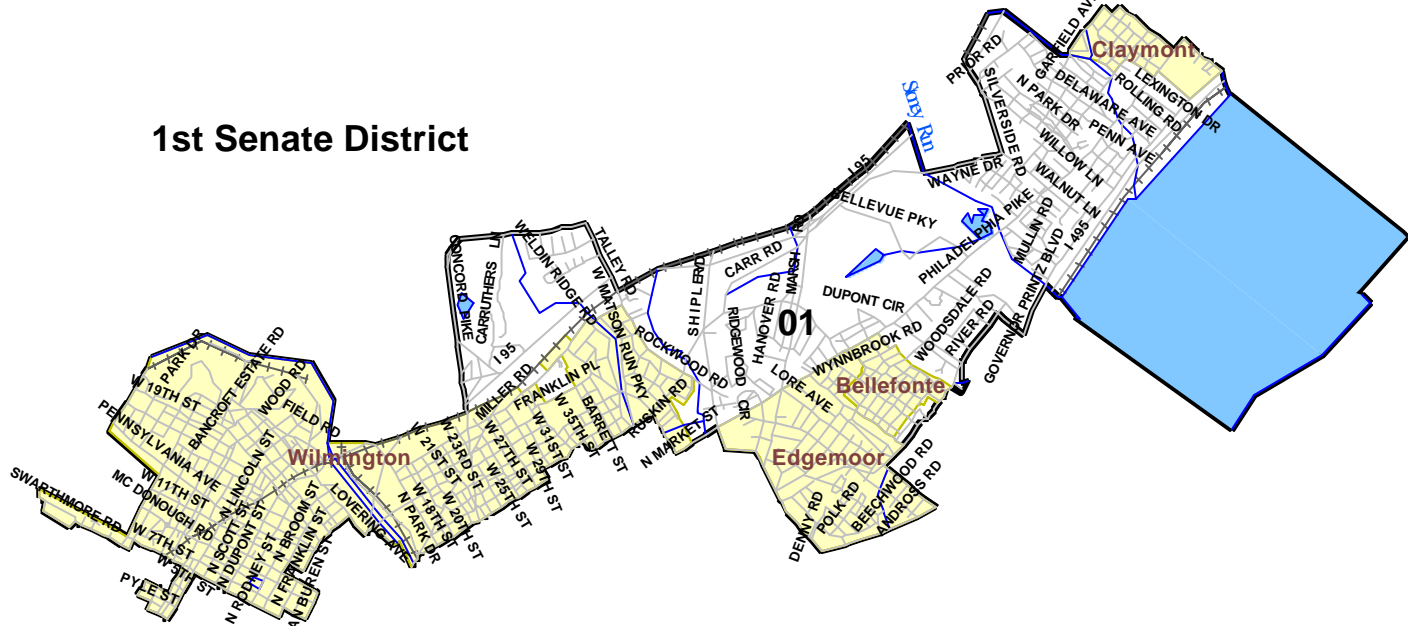 1st Senate District
GARFIELD AVE
Claymont
PRIOR RD
SILVERSIDE RD
N PARK DR
DELAWARE AVE
ROLLING RD
LEXINGTON DR
PENN AVE
WILLOW LN
WALNUT LN
Stoney Run
I 95
WAYNE DR
BELLEVUE PKY
PHILADELPHIA PIKE
MULLIN RD
I 495
GOVERNOR PRINTZ BLVD
CONCORD PIKE
CARRUTHERS LN
WELDIN RIDGE RD
TALLEY RD
W MATSON RUN PKY
SHIPLEY RD
CARR RD
MARSH RD
HANOVER RD
RIDGEWOOD CIR
DUPONT CIR
01
WOODSDALE RD
RIVER RD
WYNNBROOK RD
LORE AVE
Bellefonte
I 95
MILLER RD
FRANKLIN PL
ROCKWOOD RD
RUSKIN RD
N MARKET ST
BARRETT ST
W 35TH ST
W 31ST ST
W 29TH ST
W 27TH ST
W 25TH ST
W 23RD ST
W 21ST ST
W 20TH ST
W 18TH ST
N PARK DR
Edgemoor
DENNY RD
POLK RD
BEECHWOOD RD
ANDROSS RD
PARK DR
W 19TH ST
BANCROFT ESTATE RD
WOOD RD
FIELD RD
PENNSYLVANIA AVE
Wilmington
W 11TH ST
MC DONOUGH RD
N LINCOLN ST
SWARTHMORE RD
W 7TH ST
W 5TH ST
N SCOTT ST
N DUPONT ST
N RODNEY ST
N BROOM ST
N FRANKLIN ST
N BUREN ST
LOVERING AVE
PYLE ST